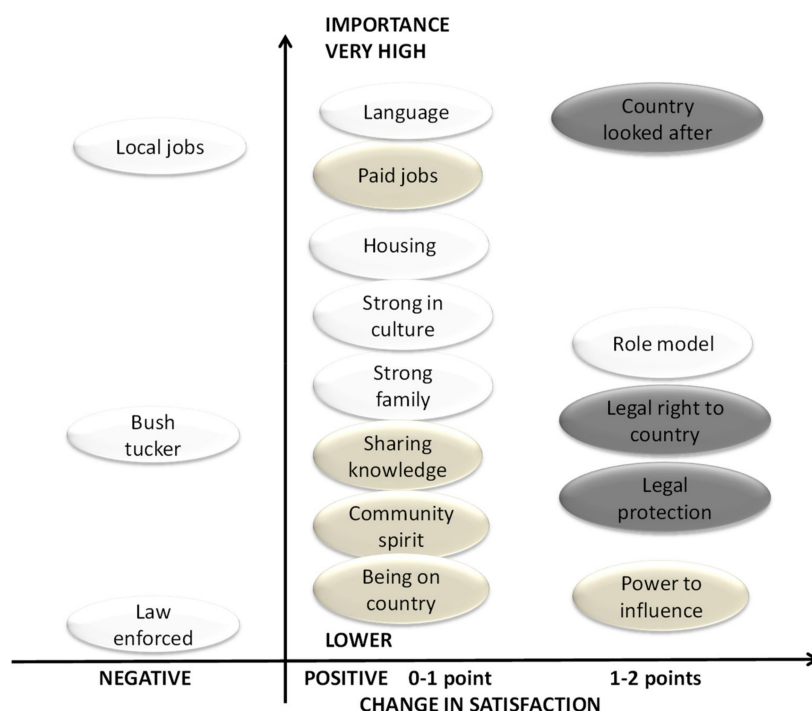 IMPORTANCE
VERY HIGH
Language
Country
looked after
Local jobs
Paid jobs
Housing
Strong in
culture
Role model
Strong
family
Legal right to
country
Bush
tucker
Sharing
knowledge
Legal
protection
Community
spirit
Being on
country
Power to
influence
Law
enforced
LOWER
NEGATIVE
POSITIVE 0-1 point
1-2 points
CHANGE IN SATISFACTION